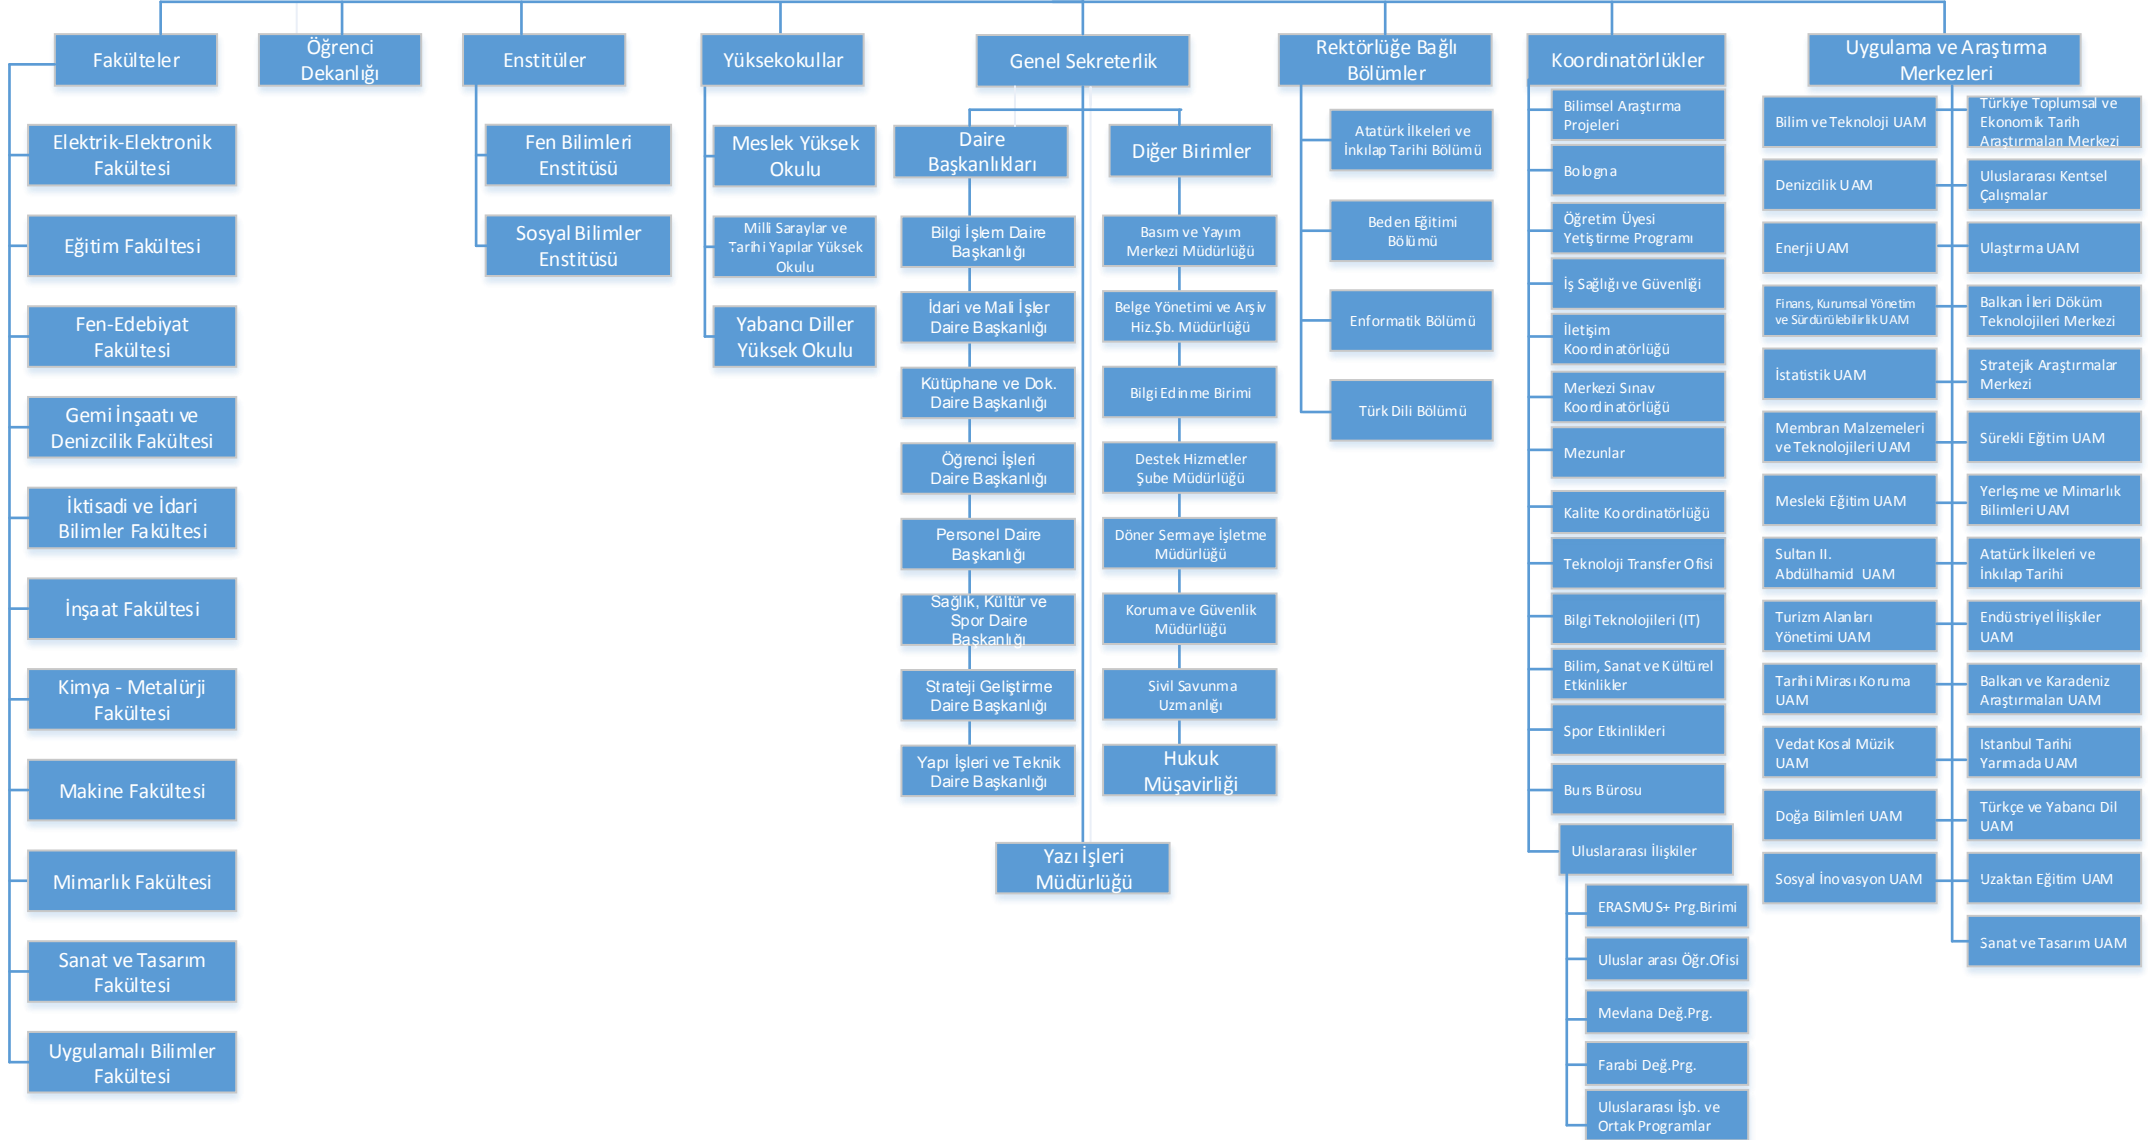 Fakülteler
Elektrik-Elektronik
Fakültesi
Eğitim Fakültesi
Fen-Edebiyat
Fakültesi
Gemi İnşaatı ve
Denizcilik Fakültesi
İktisadi ve İdari
Bilimler Fakültesi
İnşaat Fakültesi
Kimya - Metalürji
Fakültesi
Makine Fakültesi
Mimarlık Fakültesi
Sanat ve Tasarım
Fakültesi
Uygulamalı Bilimler
Fakültesi
Öğrenci
Dekanlığı
Enstitüler
Fen Bilimleri
Enstitüsü
Sosyal Bilimler
Enstitüsü
Yüksekokullar
Meslek Yüksek
Okulu
Milli Saraylar ve
Tarihi Yapılar Yüksek
Okulu
Yabancı Diller
Yüksek Okulu
Genel Sekreterlik
Daire
Başkanlıkları
Bilgi İşlem Daire
Başkanlığı
İdari ve Mali İşler
Daire Başkanlığı
Kütüphane ve Dok.
Daire Başkanlığı
Öğrenci İşleri
Daire Başkanlığı
Personel Daire
Başkanlığı
Sağlık, Kültür ve
Spor Daire
Başkanlığı
Strateji Geliştirme
Daire Başkanlığı
Yapı İşleri ve Teknik
Daire Başkanlığı
Diğer Birimler
Basım ve Yayım
Merkezi Müdürlüğü
Belge Yönetimi ve Arşiv
Hiz.Şb. Müdürlüğü
Bilgi Edinme Birimi
Destek Hizmetler
Şube Müdürlüğü
Döner Sermaye İşletme
Müdürlüğü
Koruma ve Güvenlik
Müdürlüğü
Sivil Savunma
Uzmanlığı
Hukuk
Müşavirliği
Yazı İşleri
Müdürlüğü
Rektörlüğe Bağlı
Bölümler
Atatürk İlkeleri ve
İnkılap Tarihi Bölümü
Beden Eğitimi
Bölümü
Enformatik Bölümü
Türk Dili Bölümü
Koordinatörlükler
Bilimsel Araştırma
Projeleri
Bologna
Öğretim Üyesi
Yetiştirme Programı
İş Sağlığı ve Güvenliği
İletişim
Koordinatörlüğü
Merkezi Sınav
Koordinatörlüğü
Mezunlar
Kalite Koordinatörlüğü
Teknoloji Transfer Ofisi
Bilgi Teknolojileri (IT)
Bilim, Sanat ve Kültürel
Etkinlikler
Spor Etkinlikleri
Burs Bürosu
Uluslararası İlişkiler
ERASMUS+ Prg.Birimi
Uluslar arası Öğr.Ofisi
Mevlana Değ.Prg.
Farabi Değ.Prg.
Uluslararası İşb. ve
Ortak Programlar
Uygulama ve Araştırma
Merkezleri
Bilim ve Teknoloji UAM
Denizcilik UAM
Enerji UAM
Finans, Kurumsal Yönetim
ve Sürdürülebilirlik UAM
İstatistik UAM
Membran Malzemeleri
ve Teknolojileri UAM
Mesleki Eğitim UAM
Sultan II.
Abdülhamid UAM
Turizm Alanları
Yönetimi UAM
Tarihi Mirası Koruma
UAM
Vedat Kosal Müzik
UAM
Doğa Bilimleri UAM
Sosyal İnovasyon UAM
Türkiye Toplumsal ve
Ekonomik Tarih
Araştırmaları Merkezi
Uluslararası Kentsel
Çalışmalar
Ulaştırma UAM
Balkan İleri Döküm
Teknolojileri Merkezi
Stratejik Araştırmalar
Merkezi
Sürekli Eğitim UAM
Yerleşme ve Mimarlık
Bilimleri UAM
Atatürk İlkeleri ve
İnkılap Tarihi
Endüstriyel İlişkiler
UAM
Balkan ve Karadeniz
Araştırmaları UAM
Istanbul Tarihi
Yarımada UAM
Türkçe ve Yabancı Dil
UAM
Uzaktan Eğitim UAM
Sanat ve Tasarım UAM